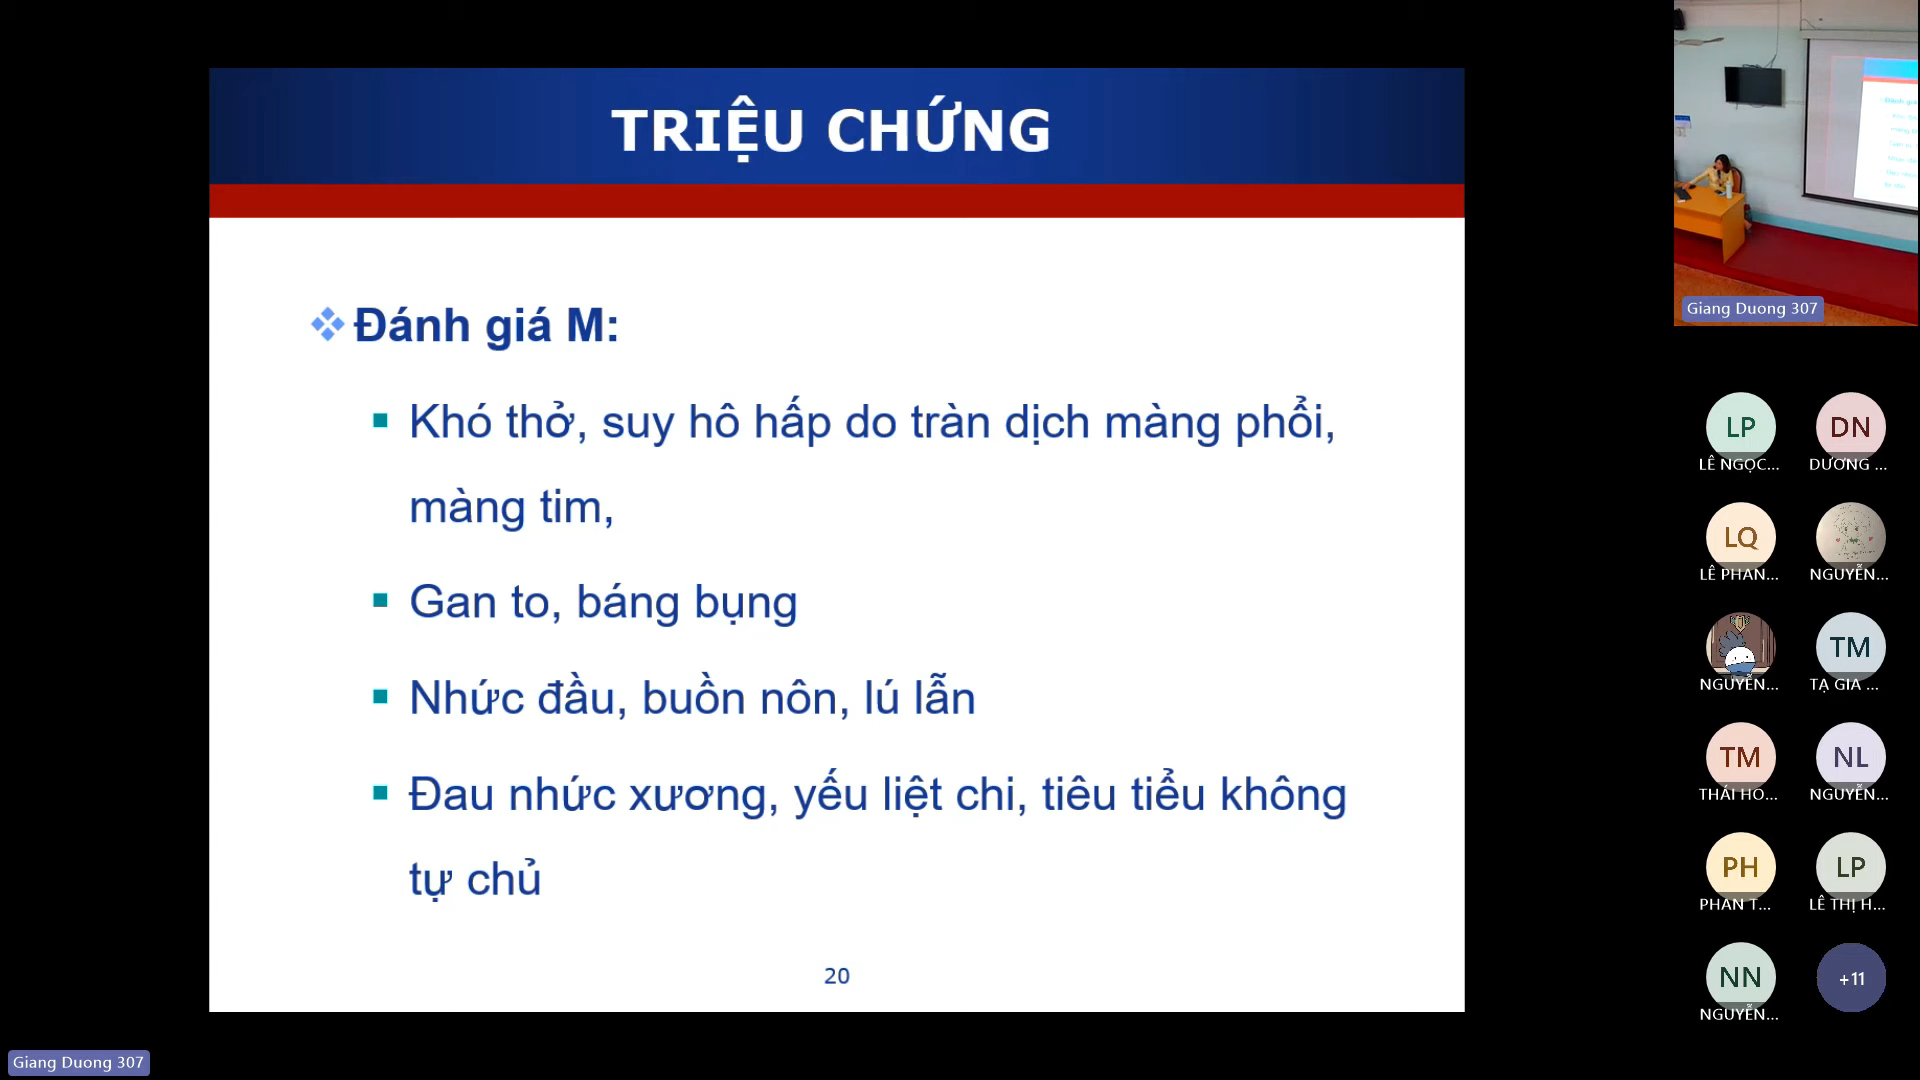 TRIỆU CHỨNG
Đánh giá M:
Khó thở, suy hô hấp do tràn dịch màng phổi,
màng tim,
Gan to, báng bụng
Nhức đầu, buồn nôn, lú lẫn
Đau nhức xương, yếu liệt chi, tiêu tiểu không
tự chủ
20
Giang Duong 307
Giang Duong 307
LP DN
LÊ NGỌC... DƯƠNG ...
LQ
LÊ PHAN... NGUYỄN...
TM
NGUYỄN... TẠ GIA ...
TM NL
THÁI HO... NGUYỄN...
PH LP
PHAN T... LÊ THỊ H...
NN +11
NGUYỄN...